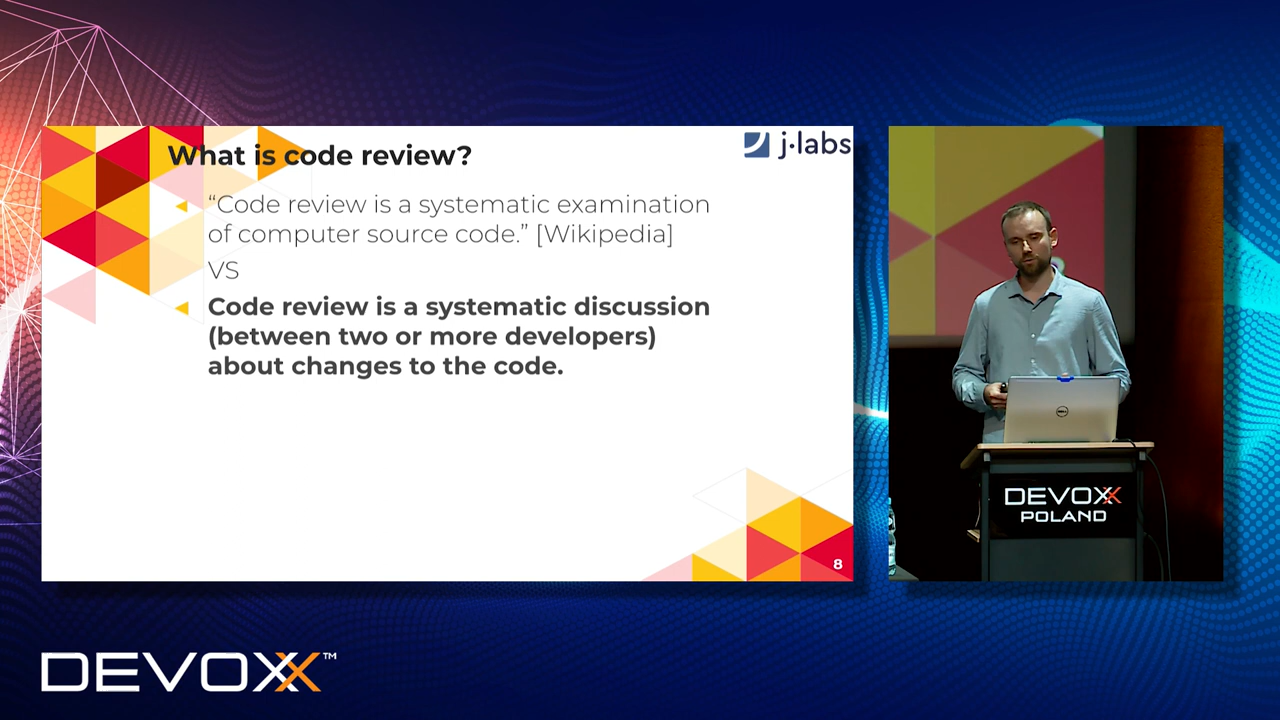 What is code review?
j·labs
“Code review is a systematic examination
of computer source code.” [Wikipedia]
VS
Code review is a systematic discussion
(between two or more developers)
about changes to the code.
8
DELL
DEVOXX
POLAND
DEVOXX™